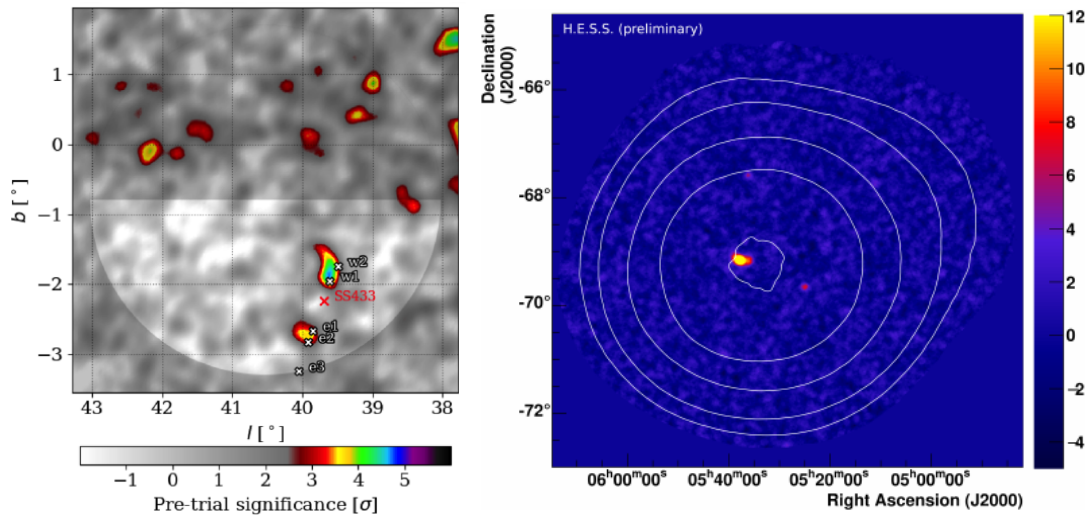 1
0
−1
−2
−3
b [°]
w2
w1
SS433
e1
e2
e3
43 42 41 40 39 38
l [°]
−1 0 1 2 3 4 5
Pre-trial significance [σ]
H.E.S.S. (preliminary)
Declination
(J2000)
-66°
-68°
-70°
-72°
06ʰ00ᵐ00ˢ 05ʰ40ᵐ00ˢ 05ʰ20ᵐ00ˢ 05ʰ00ᵐ00ˢ
Right Ascension (J2000)
12
10
8
6
4
2
0
−2
−4